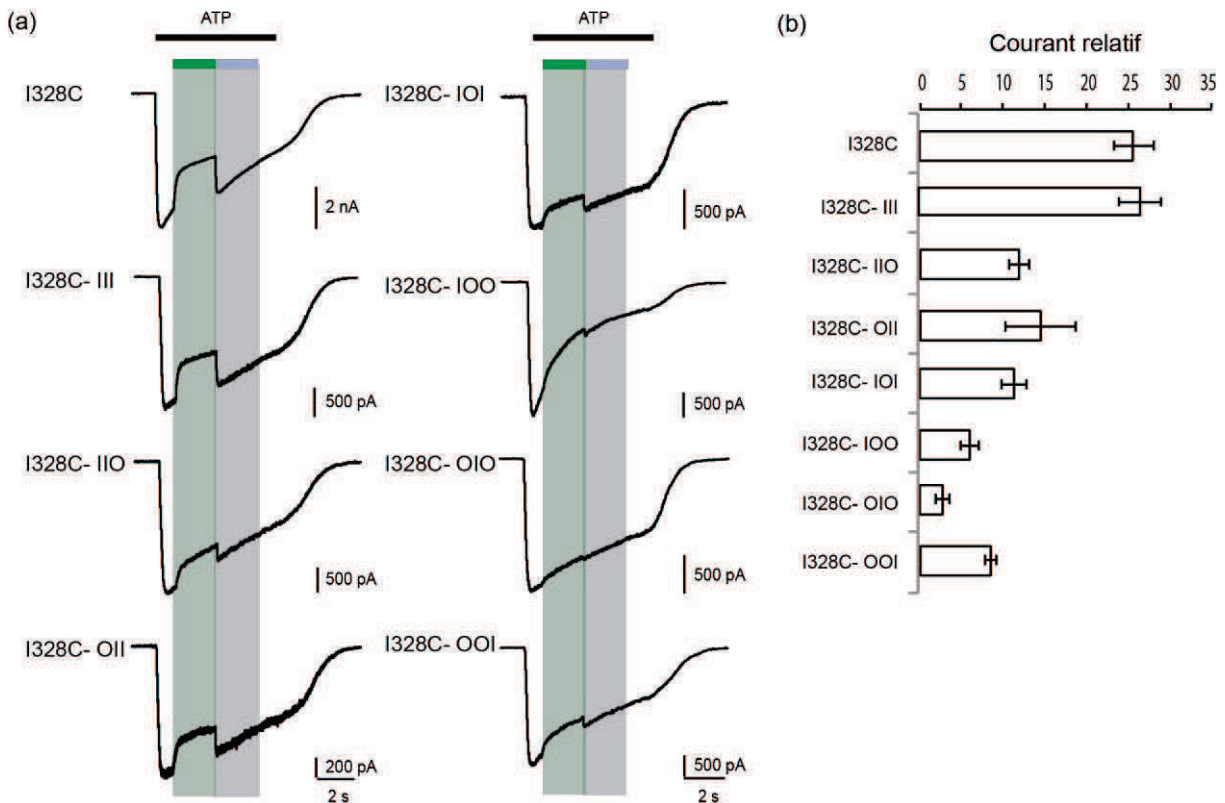 (a)
ATP
I328C
2 nA
I328C- III
500 pA
I328C- IIO
500 pA
I328C- OII
200 pA
2 s
ATP
I328C- IOI
500 pA
I328C- IOO
500 pA
I328C- OIO
500 pA
I328C- OOI
500 pA
2 s
(b)
Courant relatif
0 5 10 15 20 25 30 35
I328C
I328C- III
I328C- IIO
I328C- OII
I328C- IOI
I328C- IOO
I328C- OIO
I328C- OOI